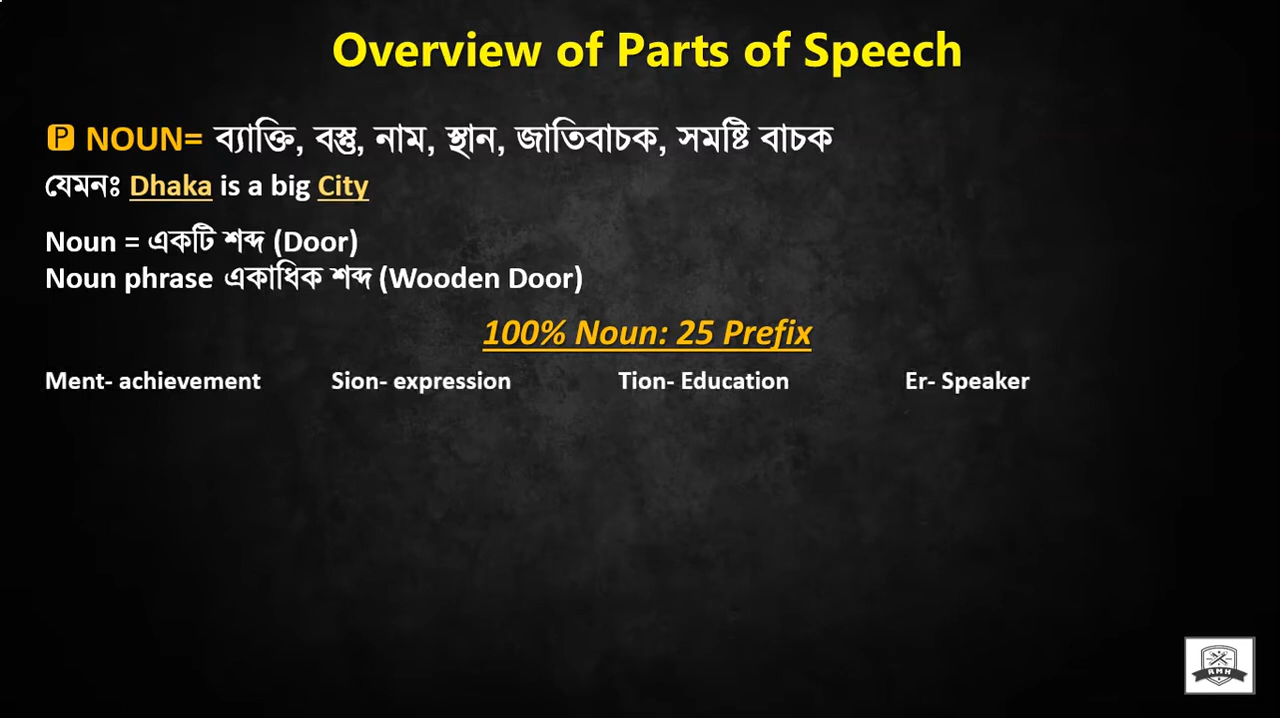 Overview of Parts of Speech
🅿 NOUN= ব্যাক্তি, বস্তু, নাম, স্থান, জাতিবাচক, সমষ্টি বাচক
যেমনঃ Dhaka is a big City
Noun = একটি শব্দ (Door)
Noun phrase একাধিক শব্দ (Wooden Door)
100% Noun: 25 Prefix
Ment- achievement Sion- expression Tion- Education Er- Speaker
RMH